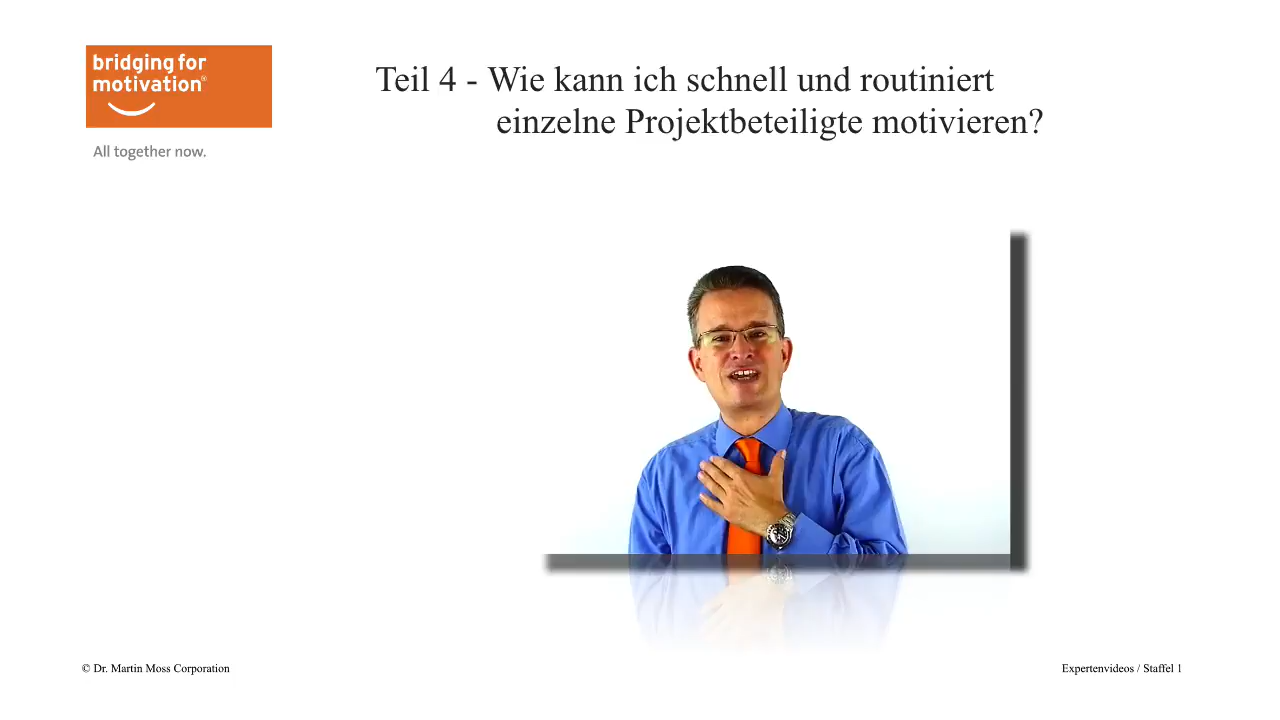 bridging for
motivation®
All together now.
Teil 4 - Wie kann ich schnell und routiniert
einzelne Projektbeteiligte motivieren?
© Dr. Martin Moss Corporation
Expertenvideos / Staffel 1